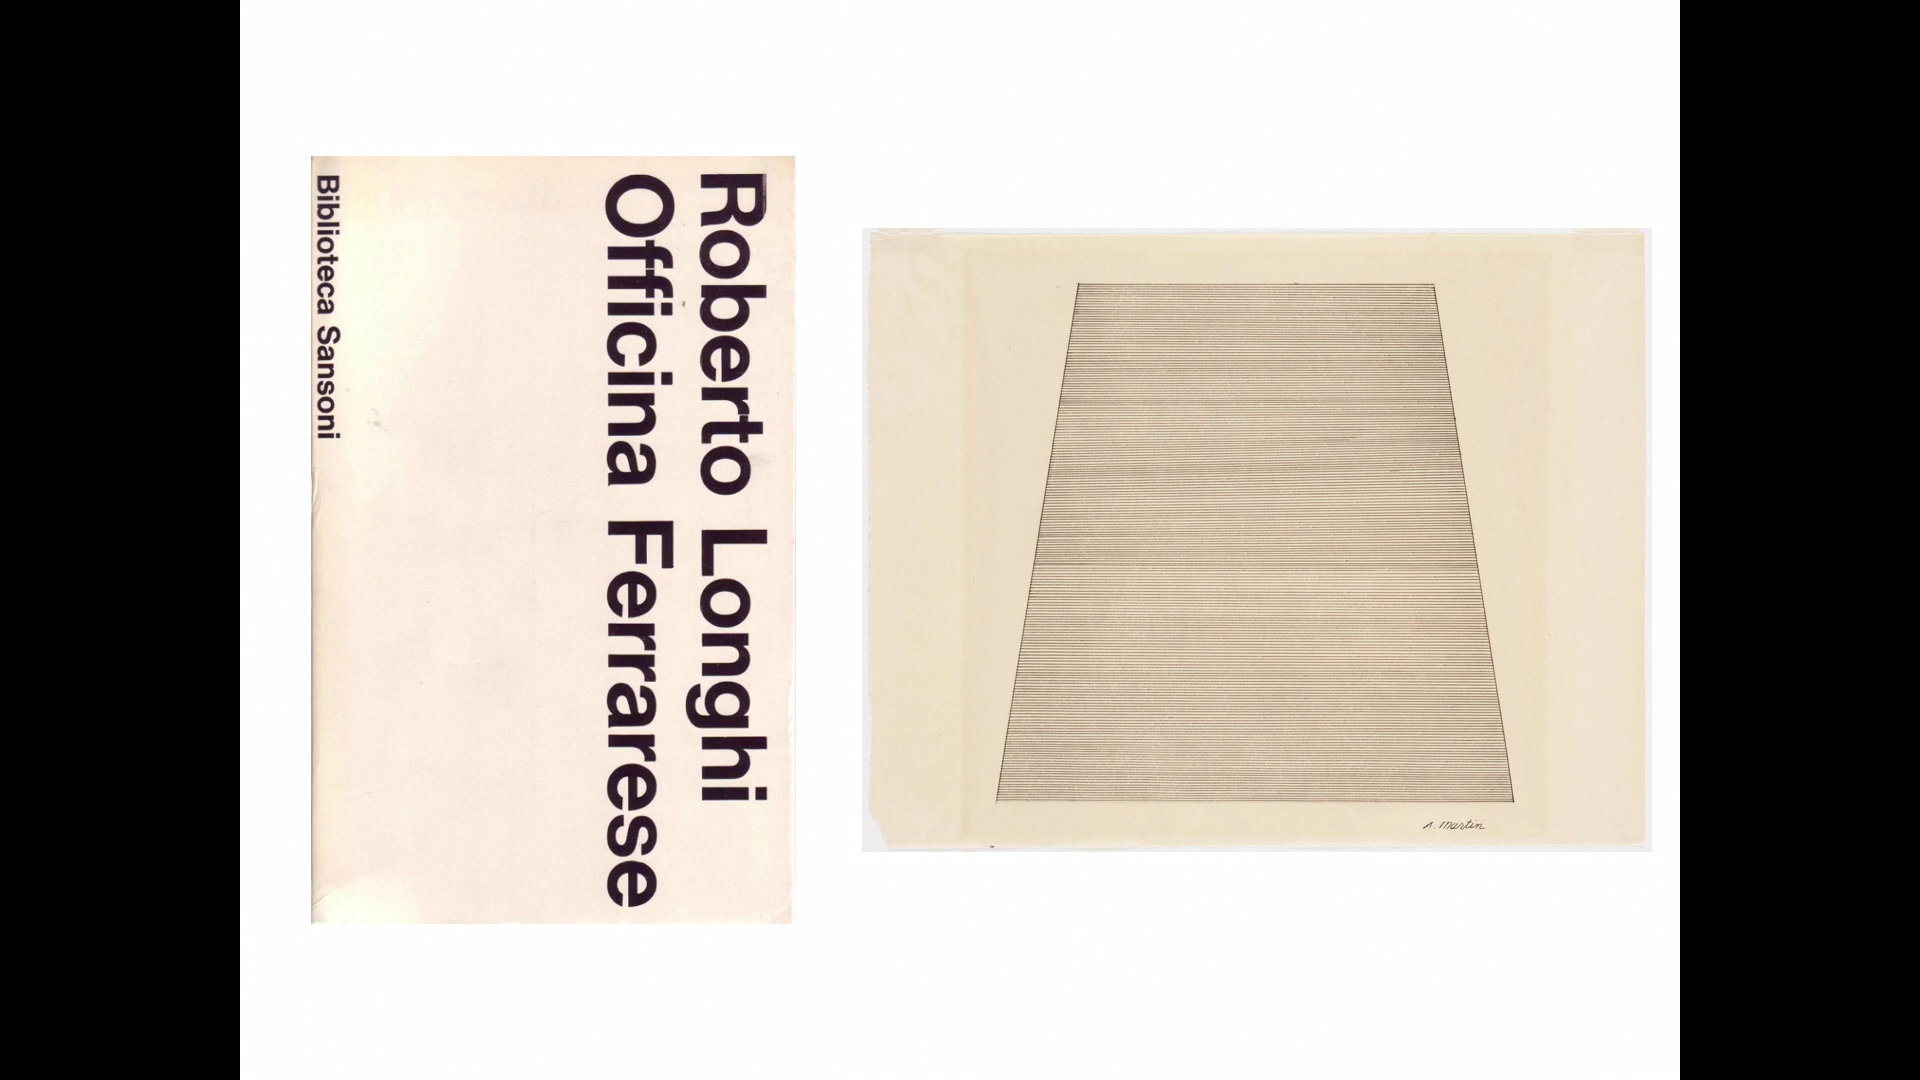 Roberto Longhi
Officina Ferrarese
Biblioteca Sansoni
A. Martin